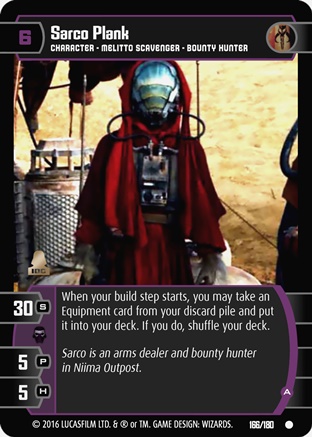 6
Sarco Plank
CHARACTER - MELITTO SCAVENGER - BOUNTY HUNTER
30 S
5 P
5 H
When your build step starts, you may take an
Equipment card from your discard pile and put
it into your deck. If you do, shuffle your deck.
Sarco is an arms dealer and bounty hunter
in Niima Outpost.
A
© 2016 LUCASFILM LTD. & ® or TM. GAME DESIGN: WIZARDS.
166/180